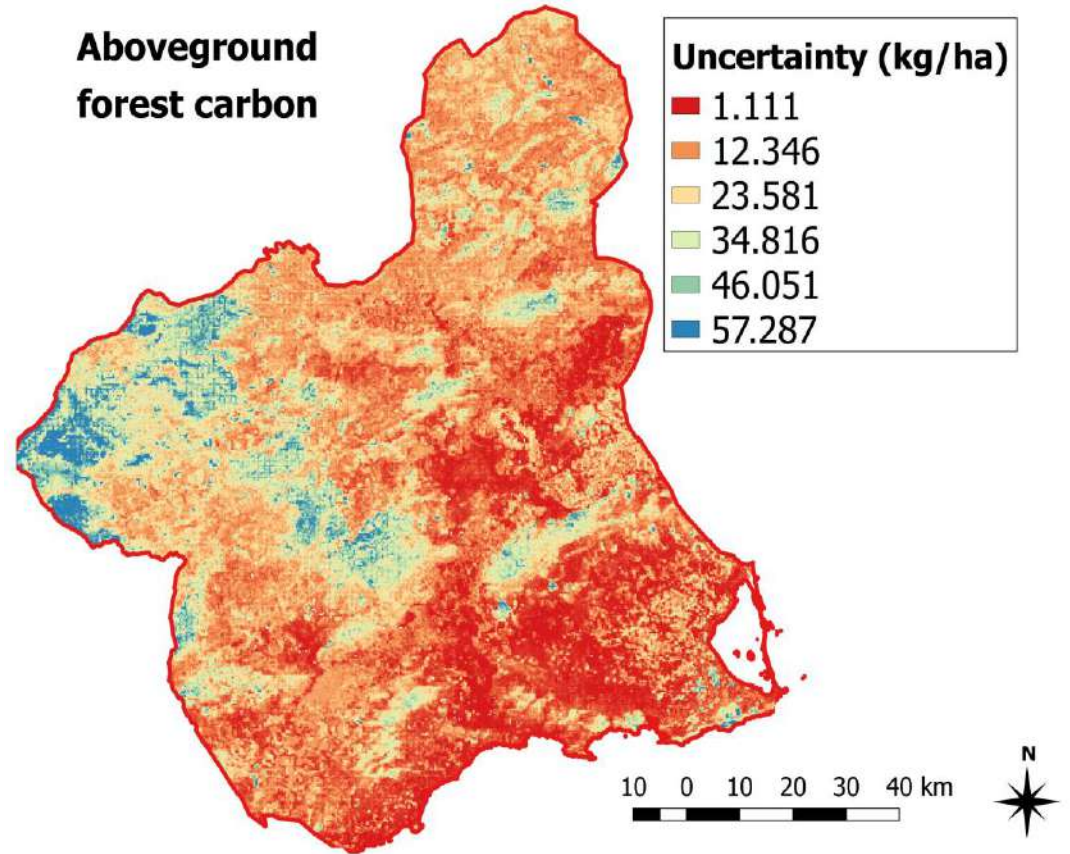 Aboveground
forest carbon
Uncertainty (kg/ha)
1.111
12.346
23.581
34.816
46.051
57.287
10 0 10 20 30 40 km
N